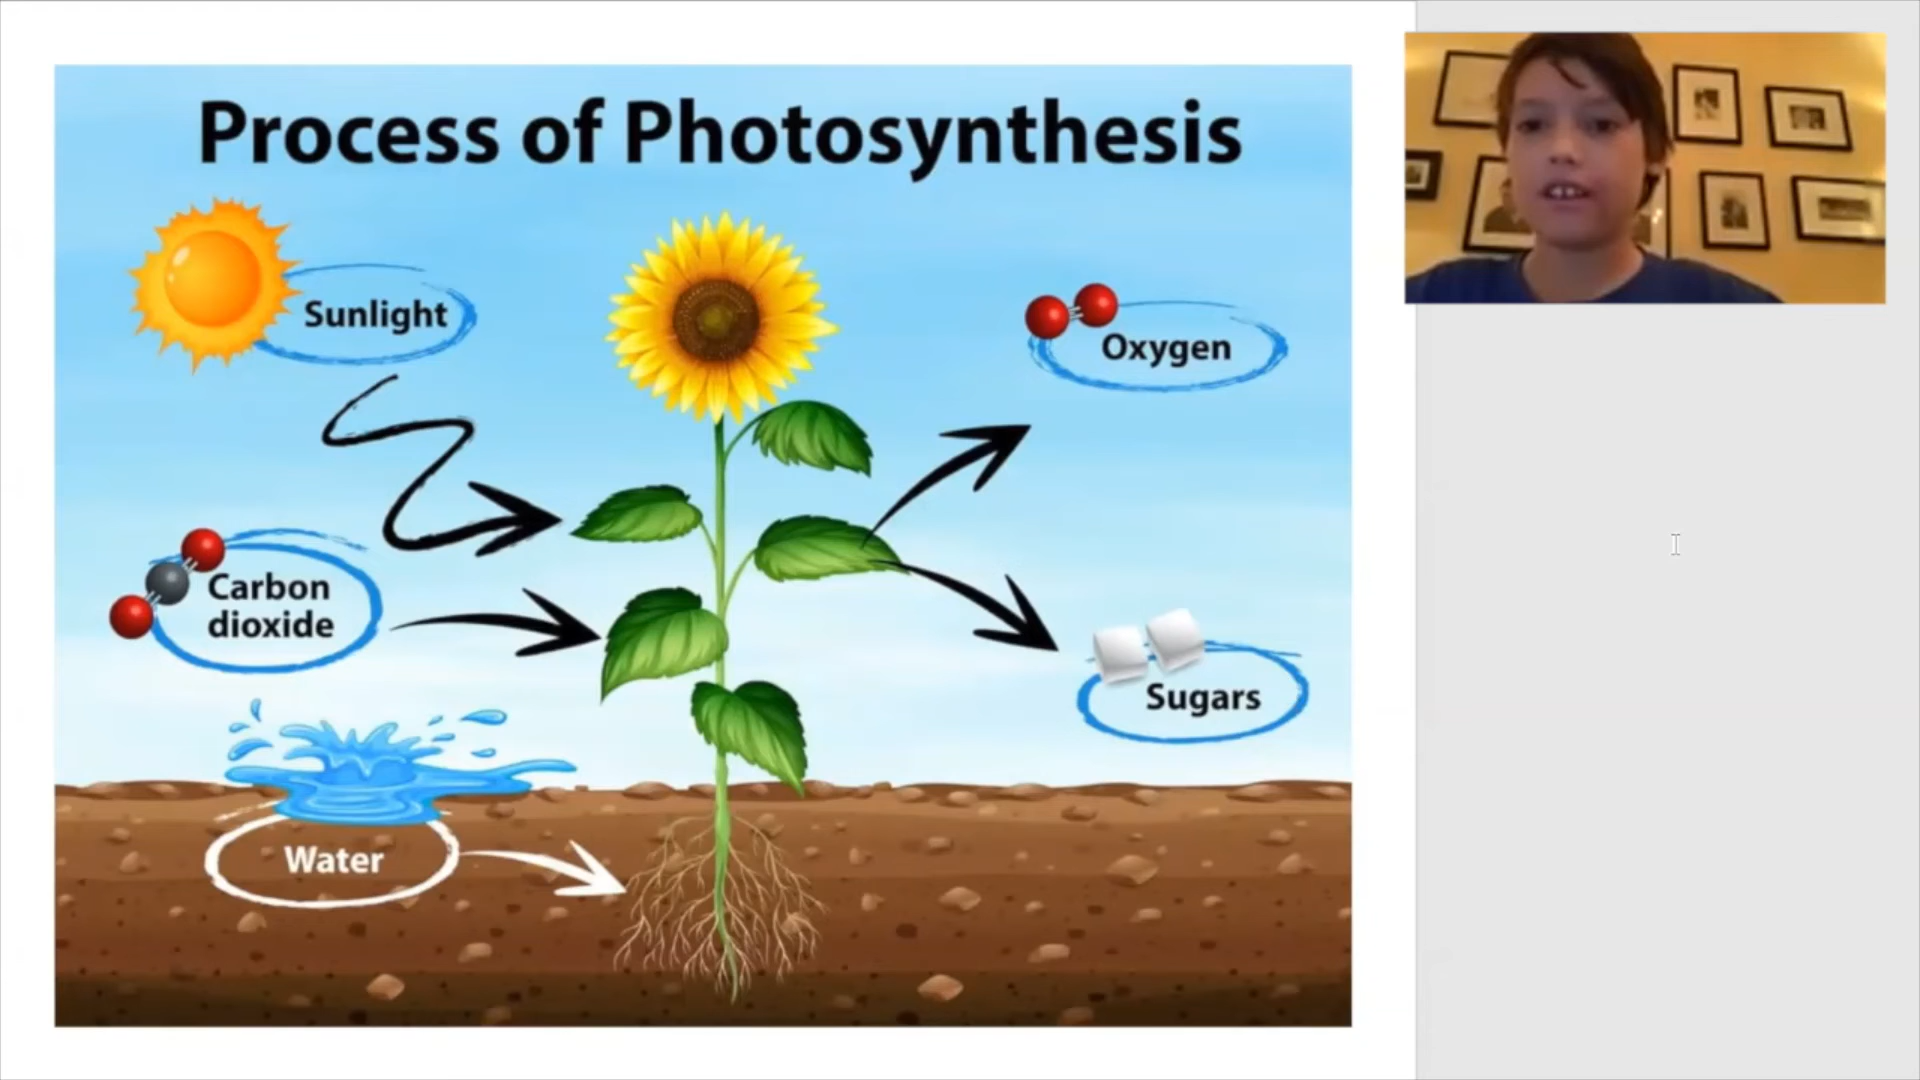 Process of Photosynthesis
Sunlight
Oxygen
Carbon
dioxide
Sugars
Water